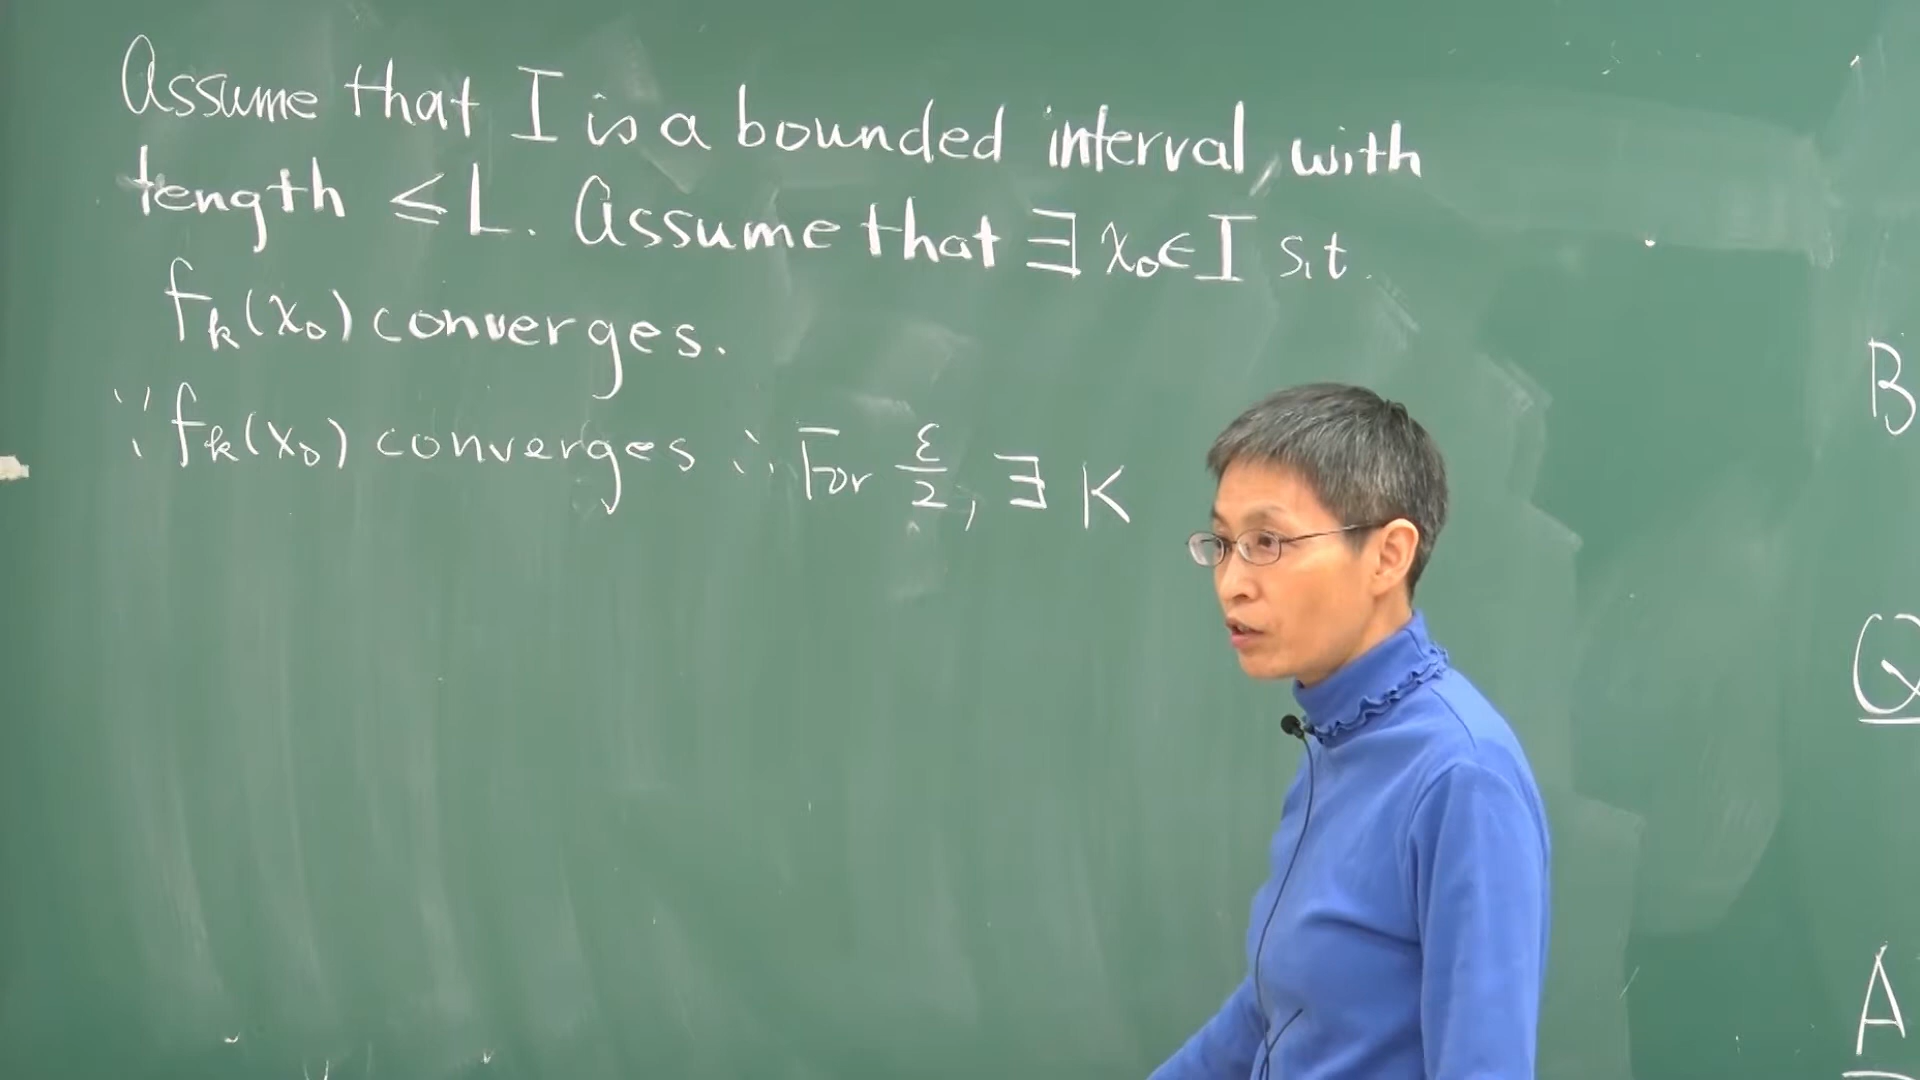 Assume that I is a bounded interval, with
length ≤ L. Assume that ∃ x₀ ∈ I s.t.
fₖ(x₀) converges.
∵ fₖ(x₀) converges ∴ For ε/2, ∃ K
B
Q
A